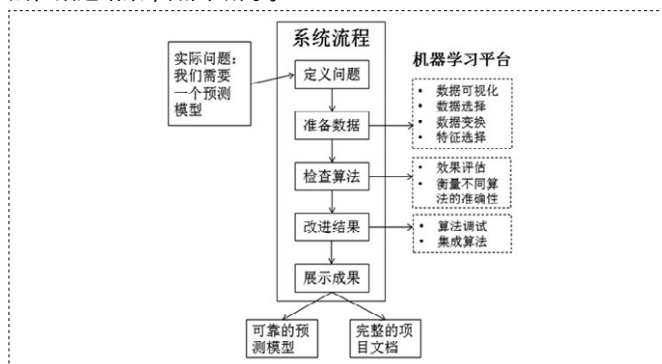 系统流程
实际问题：
我们需要
一个预测
模型
定义问题
准备数据
检查算法
改进结果
展示成果
机器学习平台
• 数据可视化
• 数据选择
• 数据变换
• 特征选择
• 效果评估
• 衡量不同算
法的准确性
• 算法调试
• 集成算法
可靠的预
测模型
完整的项
目文档